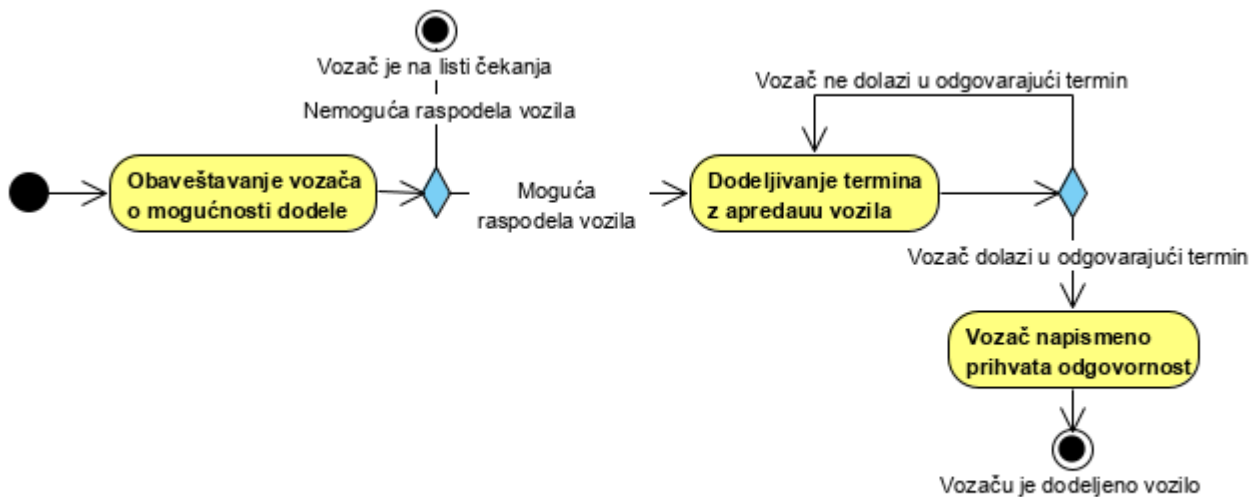 Vozač je na listi čekanja
Nemoguća raspodela vozila
Obaveštavanje vozača
o mogućnosti dodele
Moguća
raspodela vozila
Vozač ne dolazi u odgovarajući termin
Dodeljivanje termina
z apredauu vozila
Vozač dolazi u odgovarajući termin
Vozač napismeno
prihvata odgovornost
Vozaču je dodeljeno vozilo